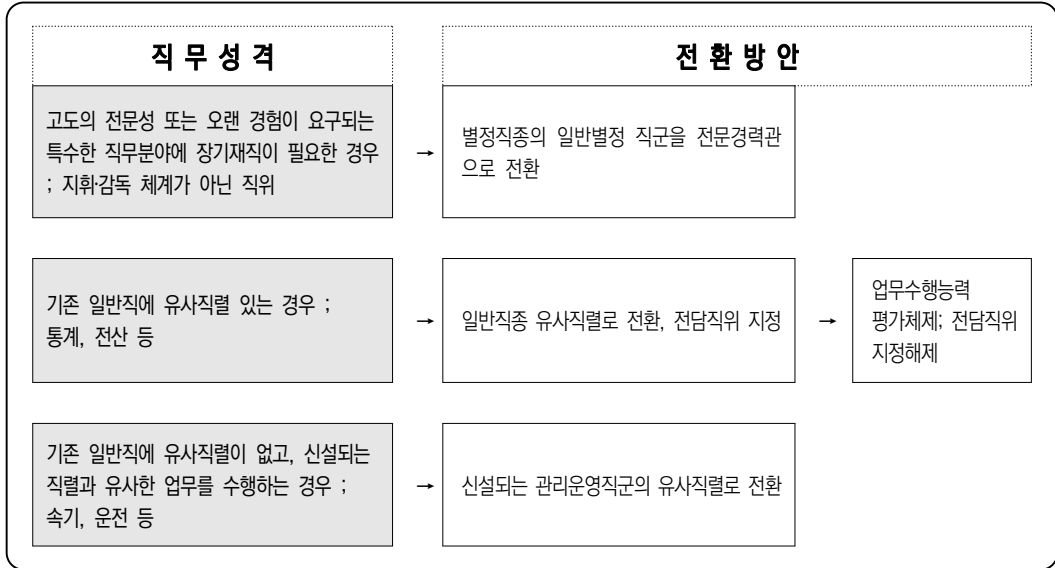 직 무 성 격
전 환 방 안
고도의 전문성 또는 오랜 경험이 요구되는
특수한 직무분야에 장기재직이 필요한 경우
; 지휘·감독 체계가 아닌 직위
→
별정직종의 일반별정 직군을 전문경력관
으로 전환
기존 일반직에 유사직렬 있는 경우 ;
통계, 전산 등
→
일반직종 유사직렬로 전환, 전담직위 지정
→
업무수행능력
평가체제; 전담직위
지정해제
기존 일반직에 유사직렬이 없고, 신설되는
직렬과 유사한 업무를 수행하는 경우 ;
속기, 운전 등
→
신설되는 관리운영직군의 유사직렬로 전환